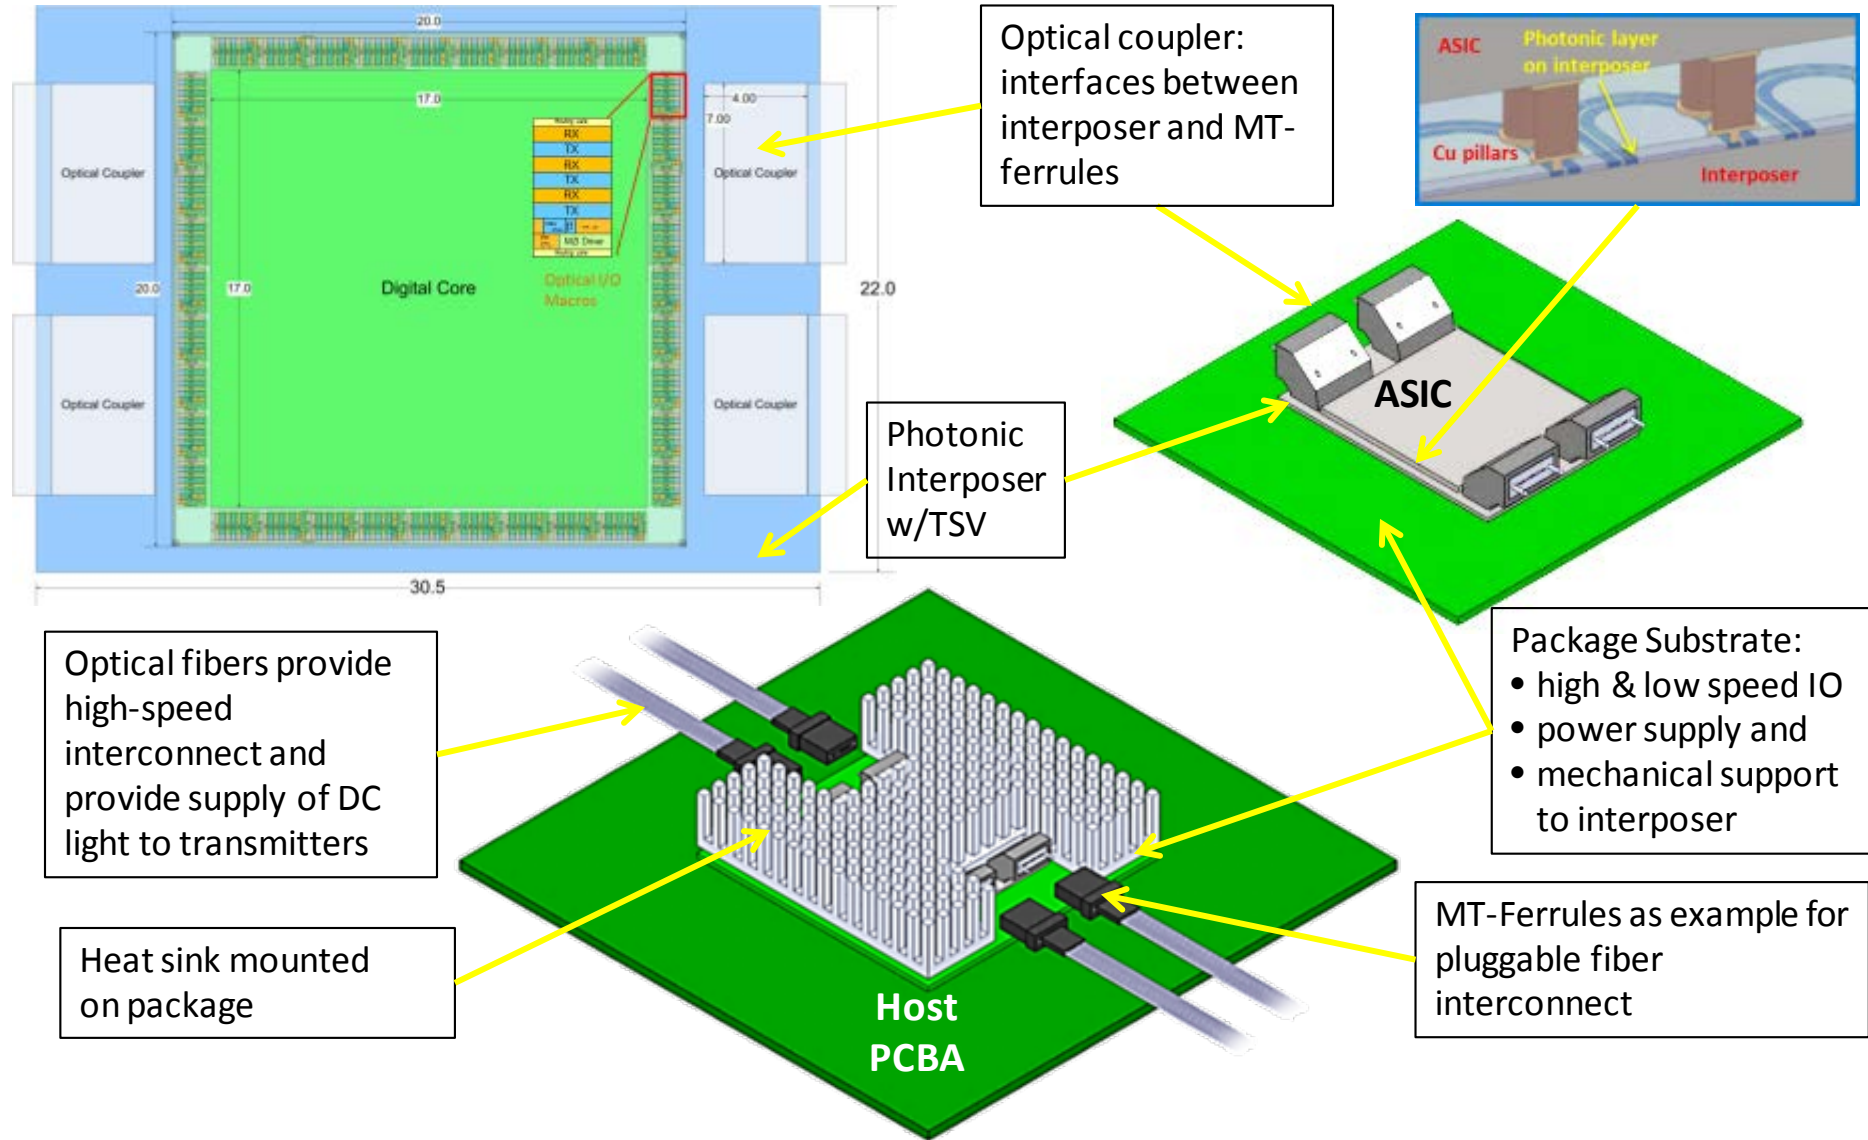 20.0
17.0
4.00
7.00
20.0
17.0
22.0
30.5
Optical Coupler
Optical Coupler
Optical Coupler
Optical Coupler
Digital Core
RX
TX
RX
TX
RX
TX
Driver
Optical I/O
Macros
Optical coupler:
interfaces between
interposer and MT-
ferrules
ASIC
Photonic layer
on interposer
Cu pillars
Interposer
ASIC
Photonic
Interposer
w/TSV
Optical fibers provide
high-speed
interconnect and
provide supply of DC
light to transmitters
Package Substrate:
• high & low speed IO
• power supply and
• mechanical support
to interposer
Heat sink mounted
on package
MT-Ferrules as example for
pluggable fiber
interconnect
Host
PCBA